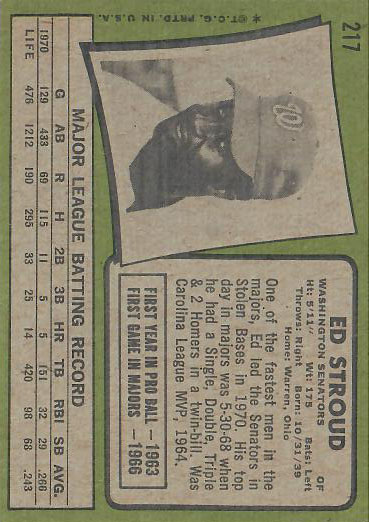 217
*©T.C.G. PRTD. IN U.S.A.
W
ED STROUD
WASHINGTON SENATORS OF
Ht: 5'11" Wt: 175 Bats: Left
Throws: Right Born: 10/31/39
Home: Warren, Ohio
One of the fastest men in the
majors, Ed led the Senators in
Stolen Bases in 1970. His top
day in majors was 5-30-68 when
he had a Single, Double, Triple
& 2 Homers in a twin-bill. Was
Carolina League MVP, 1964.
FIRST YEAR IN PRO BALL — 1963
FIRST GAME IN MAJORS — 1966
MAJOR LEAGUE BATTING RECORD
G AB R H 2B 3B HR TB RBI SB AVG.
1970 129 433 69 115 11 5 5 151 32 29 .266
LIFE 476 1212 190 295 33 25 14 420 98 68 .243